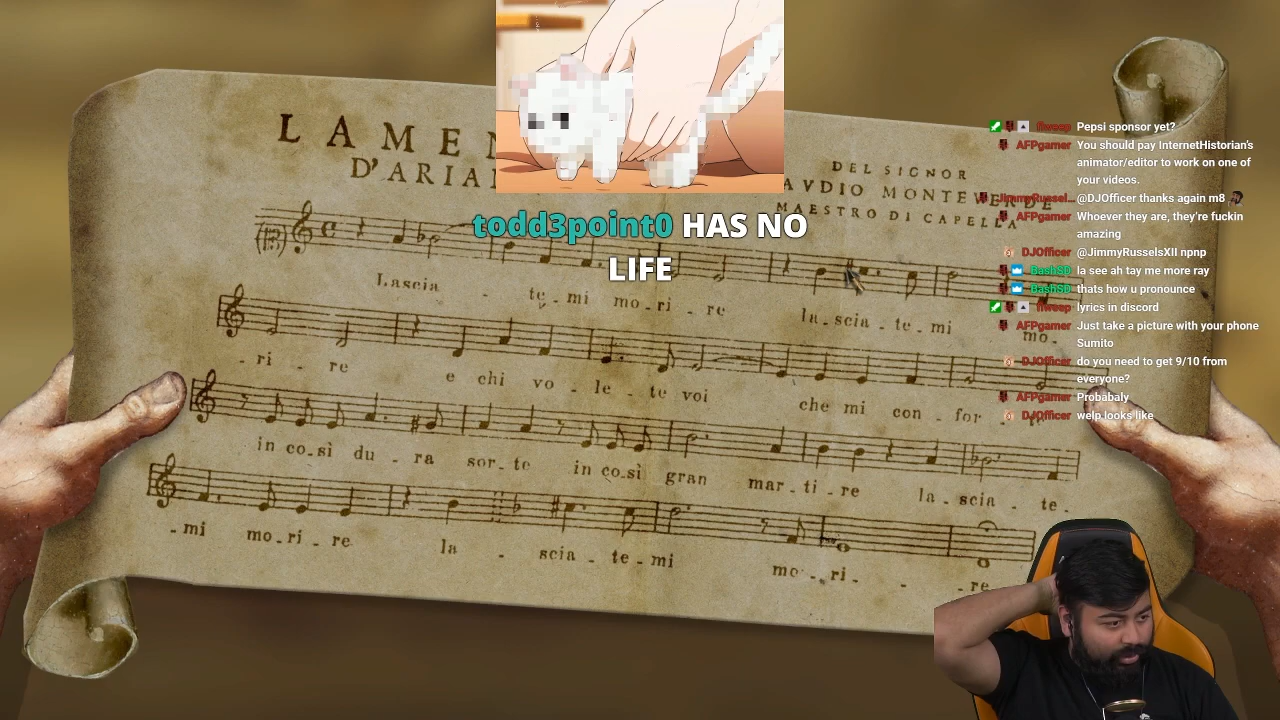 LAMEN
D'ARIA
DEL SIGNOR
AVDIO MONTEVERDE
MAESTRO DI CAPELLA
todd3point0 HAS NO
LIFE
Lascia - te - mi mo - ri - re la - scia - te - mi mo -
- ri - re e chi vo - le - te voi che mi con - for -
in co.sì du - ra sor - te in co.sì gran mar - ti - re la - scia - te -
- mi mo - ri - re la - scia - te - mi mo - ri - - re
Pepsi sponsor yet?
AFPgamer You should pay InternetHistorian's
animator/editor to work on one of
your videos.
JimmyRussel... @DJOfficer thanks again m8
AFPgamer Whoever they are, they're fuckin
amazing
DJOfficer @JimmyRusselsXII npnp
BashSD la see ah tay me more ray
BashSD thats how u pronounce
lyrics in discord
AFPgamer Just take a picture with your phone
Sumito
DJOfficer do you need to get 9/10 from
everyone?
AFPgamer Probabaly
DJOfficer welp looks like